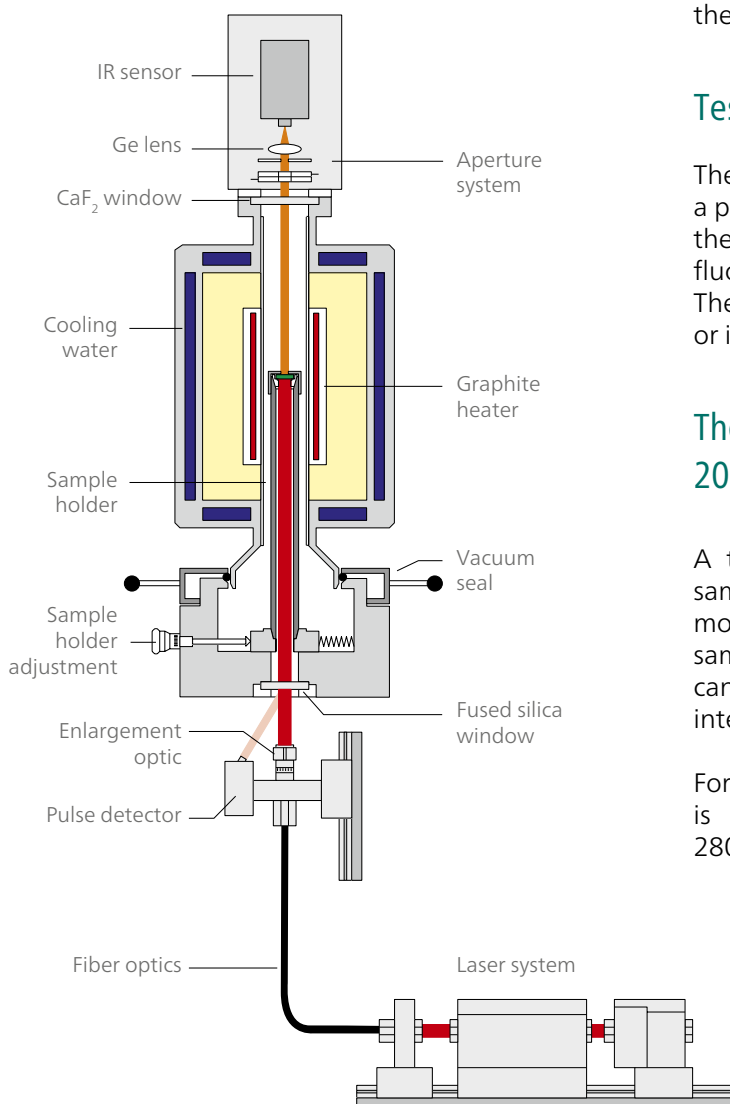 IR sensor
Ge lens
CaF₂ window
Aperture
system
Cooling
water
Graphite
heater
Sample
holder
Vacuum
seal
Sample
holder
adjustment
Fused silica
window
Enlargement
optic
Pulse detector
Fiber optics
Laser system
the
Tes
The
a p
the
fluc
The
or i
The
20
A t
sam
mo
sam
can
inte
For
is
280